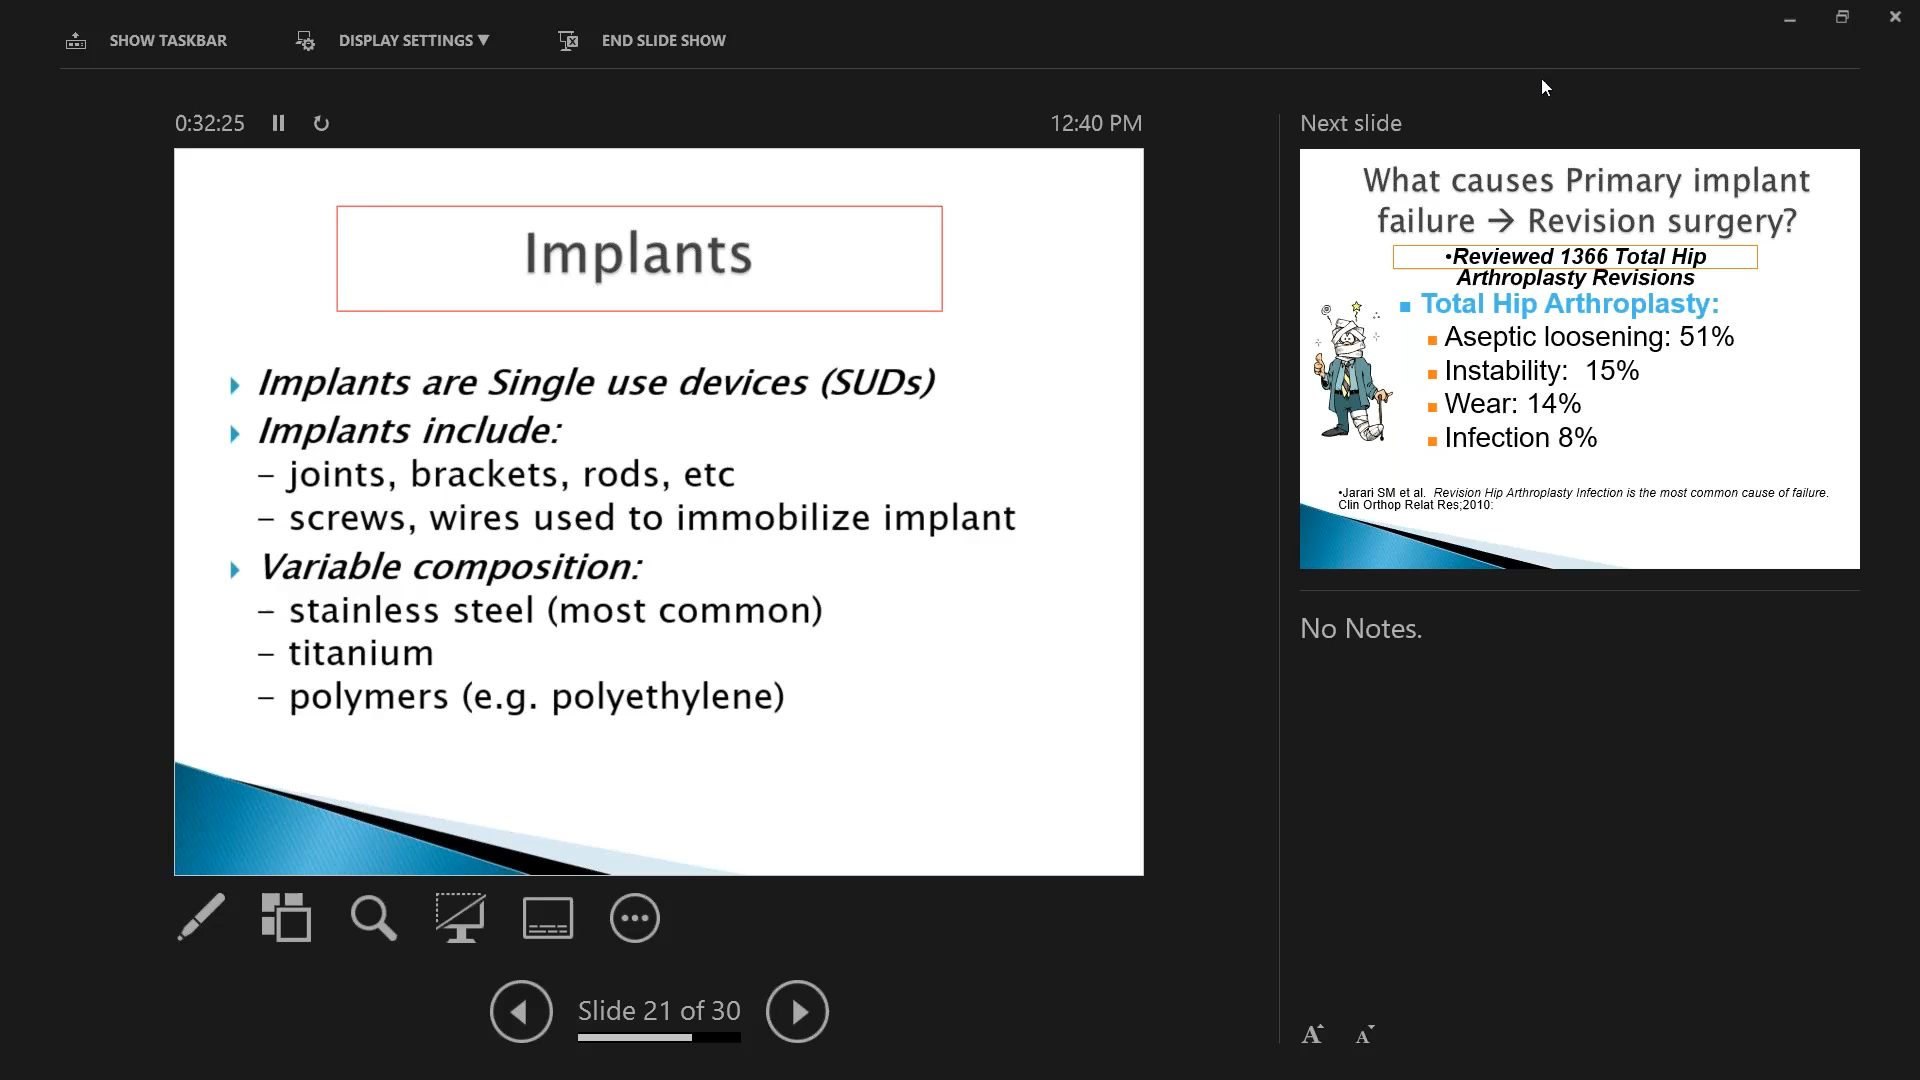 SHOW TASKBAR
DISPLAY SETTINGS ▼
END SLIDE SHOW
0:32:25
12:40 PM
Implants
Implants are Single use devices (SUDs)
Implants include:
– joints, brackets, rods, etc
– screws, wires used to immobilize implant
Variable composition:
– stainless steel (most common)
– titanium
– polymers (e.g. polyethylene)
Slide 21 of 30
Next slide
What causes Primary implant
failure → Revision surgery?
•Reviewed 1366 Total Hip
Arthroplasty Revisions
Total Hip Arthroplasty:
Aseptic loosening: 51%
Instability: 15%
Wear: 14%
Infection 8%
•Jarari SM et al. Revision Hip Arthroplasty Infection is the most common cause of failure.
Clin Orthop Relat Res;2010:
No Notes.
A A